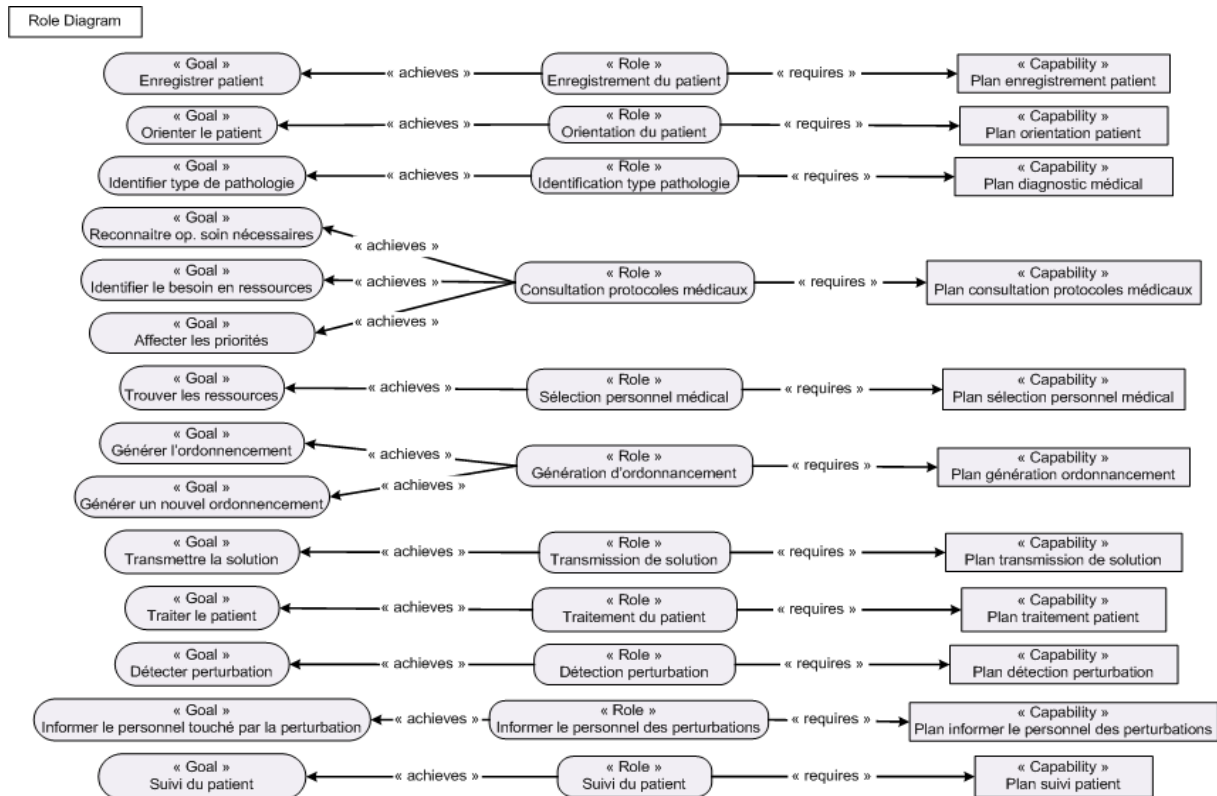 Role Diagram
« Goal »
Enregistrer patient
« achieves »
« Role »
Enregistrement du patient
« requires »
« Capability »
Plan enregistrement patient
« Goal »
Orienter le patient
« achieves »
« Role »
Orientation du patient
« requires »
« Capability »
Plan orientation patient
« Goal »
Identifier type de pathologie
« achieves »
« Role »
Identification type pathologie
« requires »
« Capability »
Plan diagnostic médical
« Goal »
Reconnaitre op. soin nécessaires
« achieves »
« Goal »
Identifier le besoin en ressources
« achieves »
« Role »
Consultation protocoles médicaux
« requires »
« Capability »
Plan consultation protocoles médicaux
« achieves »
« Goal »
Affecter les priorités
« Goal »
Trouver les ressources
« achieves »
« Role »
Sélection personnel médical
« requires »
« Capability »
Plan sélection personnel médical
« Goal »
Générer l'ordonnencement
« achieves »
« Role »
Génération d'ordonnancement
« requires »
« Capability »
Plan génération ordonnancement
« achieves »
« Goal »
Générer un nouvel ordonnencement
« Goal »
Transmettre la solution
« achieves »
« Role »
Transmission de solution
« requires »
« Capability »
Plan transmission de solution
« Goal »
Traiter le patient
« achieves »
« Role »
Traitement du patient
« requires »
« Capability »
Plan traitement patient
« Goal »
Détécter perturbation
« achieves »
« Role »
Détection perturbation
« requires »
« Capability »
Plan détection perturbation
« Goal »
Informer le personnel touché par la perturbation
« achieves »
« Role »
Informer le personnel des perturbations
« requires »
« Capability »
Plan informer le personnel des perturbations
« Goal »
Suivi du patient
« achieves »
« Role »
Suivi du patient
« requires »
« Capability »
Plan suivi patient